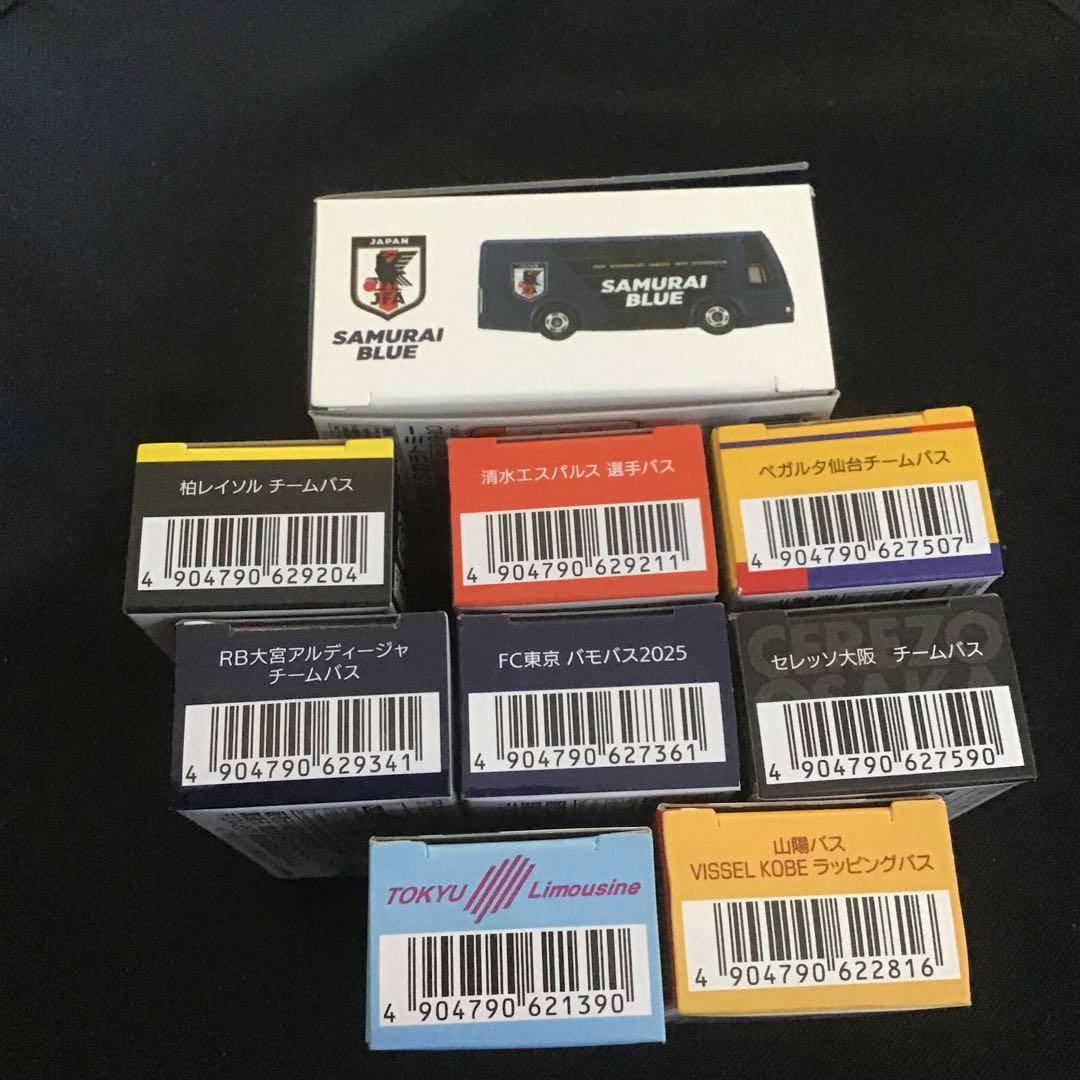 JAPAN
JFA
SAMURAI
BLUE
SAMURAI
BLUE
柏レイソル チームバス
4 904790 629204
清水エスパルス 選手バス
4 904790 629211
ベガルタ仙台チームバス
4 904790 627507
RB大宮アルディージャ
チームバス
4 904790 629341
FC東京 バモバス2025
4 904790 627361
CEREZO
OSAKA
セレッソ大阪 チームバス
4 904790 627590
TOKYU Limousine
4 904790 621390
山陽バス
VISSEL KOBE ラッピングバス
4 904790 622816